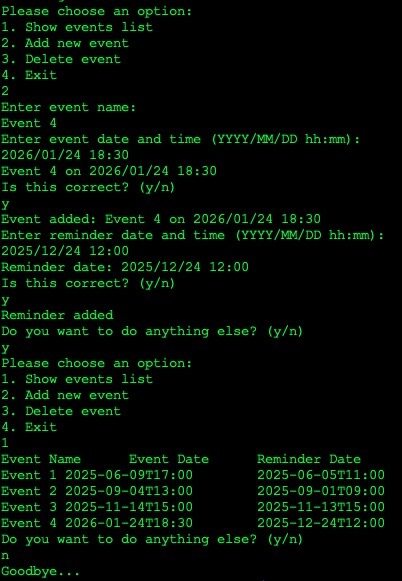 Please choose an option:
1. Show events list
2. Add new event
3. Delete event
4. Exit
2
Enter event name:
Event 4
Enter event date and time (YYYY/MM/DD hh:mm):
2026/01/24 18:30
Event 4 on 2026/01/24 18:30
Is this correct? (y/n)
y
Event added: Event 4 on 2026/01/24 18:30
Enter reminder date and time (YYYY/MM/DD hh:mm):
2025/12/24 12:00
Reminder date: 2025/12/24 12:00
Is this correct? (y/n)
y
Reminder added
Do you want to do anything else? (y/n)
y
Please choose an option:
1. Show events list
2. Add new event
3. Delete event
4. Exit
1
Event Name      Event Date      Reminder Date
Event 1 2025-06-09T17:00        2025-06-05T11:00
Event 2 2025-09-04T13:00        2025-09-01T09:00
Event 3 2025-11-14T15:00        2025-11-13T15:00
Event 4 2026-01-24T18:30        2025-12-24T12:00
Do you want to do anything else? (y/n)
n
Goodbye...